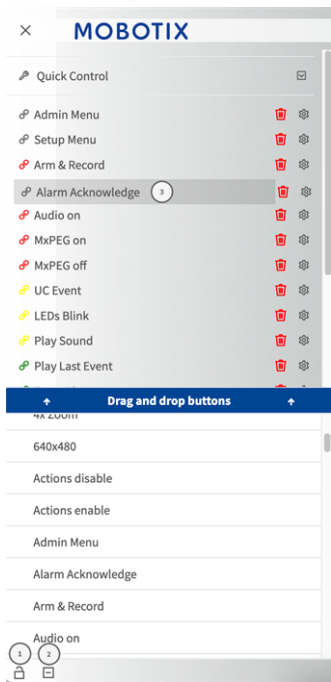 MOBOTIX
Quick Control
Admin Menu
Setup Menu
Arm & Record
Alarm Acknowledge 3
Audio on
MxPEG on
MxPEG off
UC Event
LEDs Blink
Play Sound
Play Last Event
Drag and drop buttons
4x Zoom
640x480
Actions disable
Actions enable
Admin Menu
Alarm Acknowledge
Arm & Record
Audio on
1 2